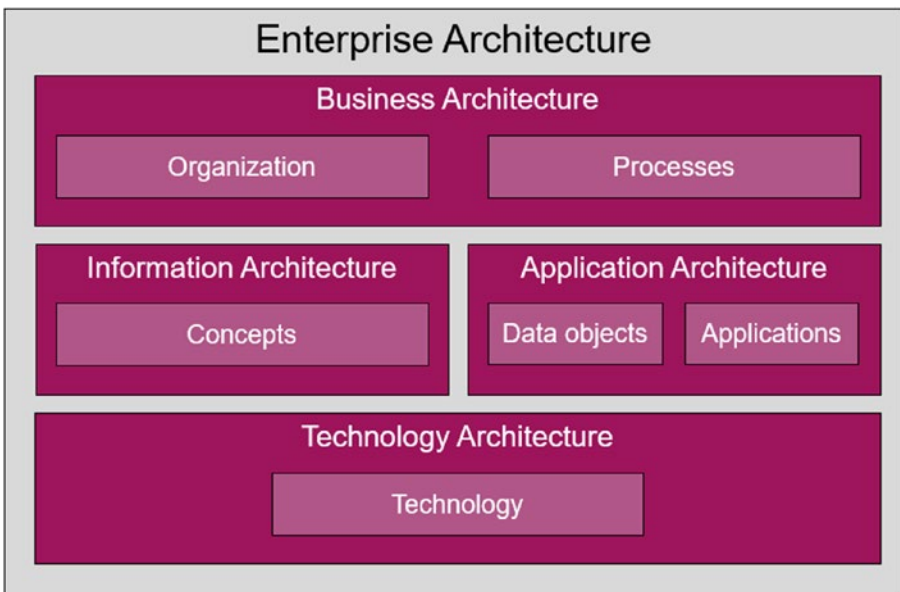 Enterprise Architecture
Business Architecture
Organization
Processes
Information Architecture
Concepts
Application Architecture
Data objects
Applications
Technology Architecture
Technology